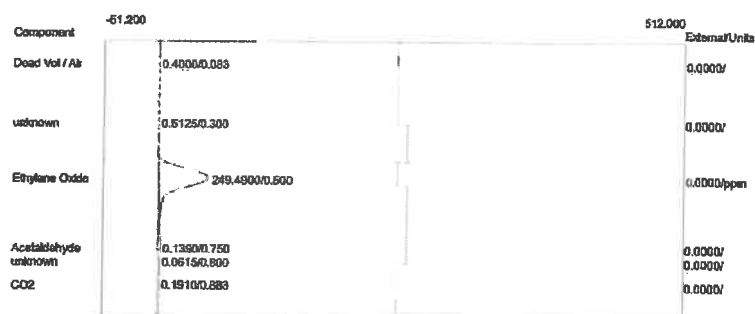 -51.200 512.000
Component External/Units
Dead Vol / Air 0.4000/0.083 0.0000/
unknown 0.5125/0.300 0.0000/
Ethylene Oxide 249.4900/0.500 0.0000/ppm
Acetaldehyde 0.1390/0.750 0.0000/
unknown 0.0615/0.800 0.0000/
CO2 0.1910/0.883 0.0000/